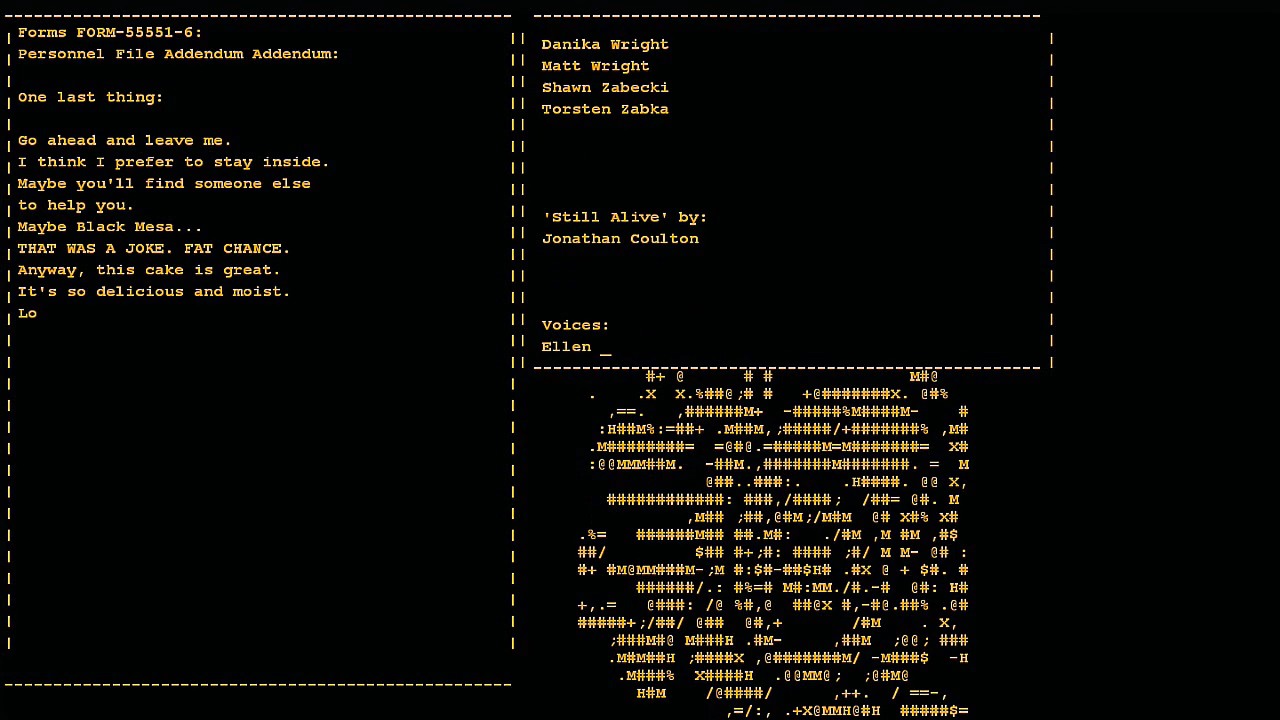 Forms FORM-55551-6:
Personnel File Addendum Addendum:
One last thing:
Go ahead and leave me.
I think I prefer to stay inside.
Maybe you'll find someone else
to help you.
Maybe Black Mesa...
THAT WAS A JOKE. FAT CHANCE.
Anyway, this cake is great.
It's so delicious and moist.
Lo
Danika Wright
Matt Wright
Shawn Zabecki
Torsten Zabka
'Still Alive' by:
Jonathan Coulton
Voices:
Ellen _